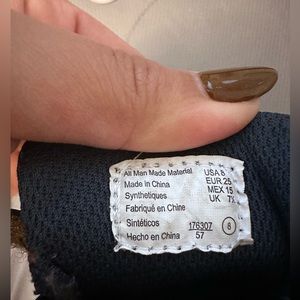 All Man Made Material USA 8
Made in China EUR 25
Synthetiques MEX 15
Fabriqué en Chine UK 7½
Sintéticos 176307 8
Hecho en China 57